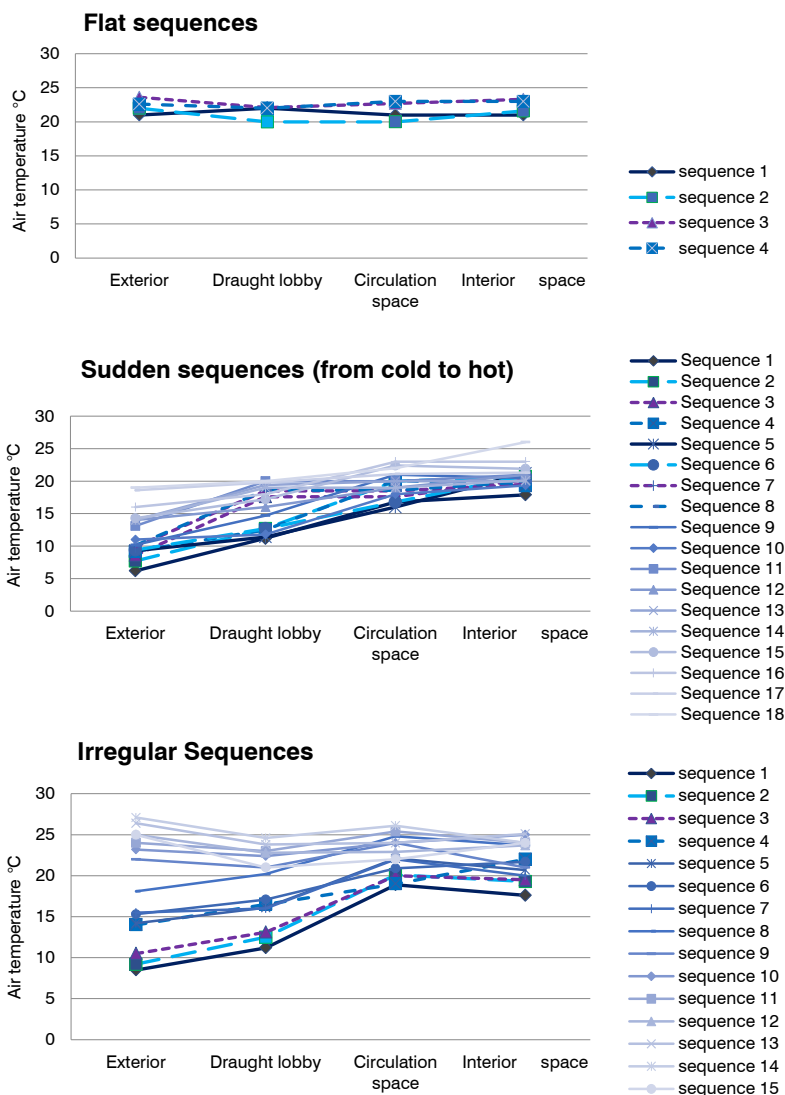 Flat sequences
30
25
20
15
10
5
0
Air temperature °C
Exterior
Draught lobby
Circulation
space
Interior space
sequence 1
sequence 2
sequence 3
sequence 4
Sudden sequences (from cold to hot)
30
25
20
15
10
5
0
Air temperature °C
Exterior
Draught lobby
Circulation
space
Interior space
Sequence 1
Sequence 2
Sequence 3
Sequence 4
Sequence 5
Sequence 6
Sequence 7
Sequence 8
Sequence 9
Sequence 10
Sequence 11
Sequence 12
Sequence 13
Sequence 14
Sequence 15
Sequence 16
Sequence 17
Sequence 18
Irregular Sequences
30
25
20
15
10
5
0
Air temperature °C
Exterior
Draught lobby
Circulation
space
Interior space
sequence 1
sequence 2
sequence 3
sequence 4
sequence 5
sequence 6
sequence 7
sequence 8
sequence 9
sequence 10
sequence 11
sequence 12
sequence 13
sequence 14
sequence 15